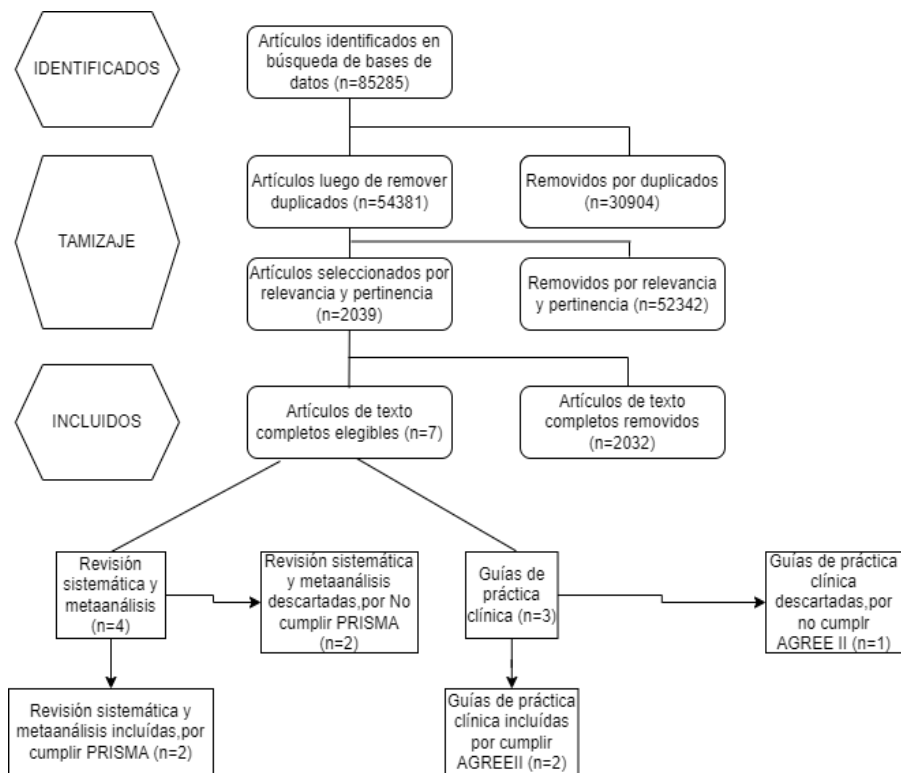 IDENTIFICADOS
Artículos identificados en
búsqueda de bases de
datos (n=85285)
TAMIZAJE
Artículos luego de remover
duplicados (n=54381)
Removidos por duplicados
(n=30904)
Artículos seleccionados por
relevancia y pertinencia
(n=2039)
Removidos por relevancia
y pertinencia (n=52342)
INCLUIDOS
Artículos de texto
completos elegibles (n=7)
Artículos de texto
completos removidos
(n=2032)
Revisión
sistemática y
metaanálisis
(n=4)
Revisión sistemática
y metaanálisis
descartadas,por No
cumplir PRISMA
(n=2)
Guías de
práctica
clínica (n=3)
Guías de práctica
clínica
descartadas,por
no cumplr
AGREE II (n=1)
Revisión sistemática y
metaanálisis incluídas,por
cumplir PRISMA (n=2)
Guías de práctica
clínica incluídas
por cumplir
AGREEII (n=2)